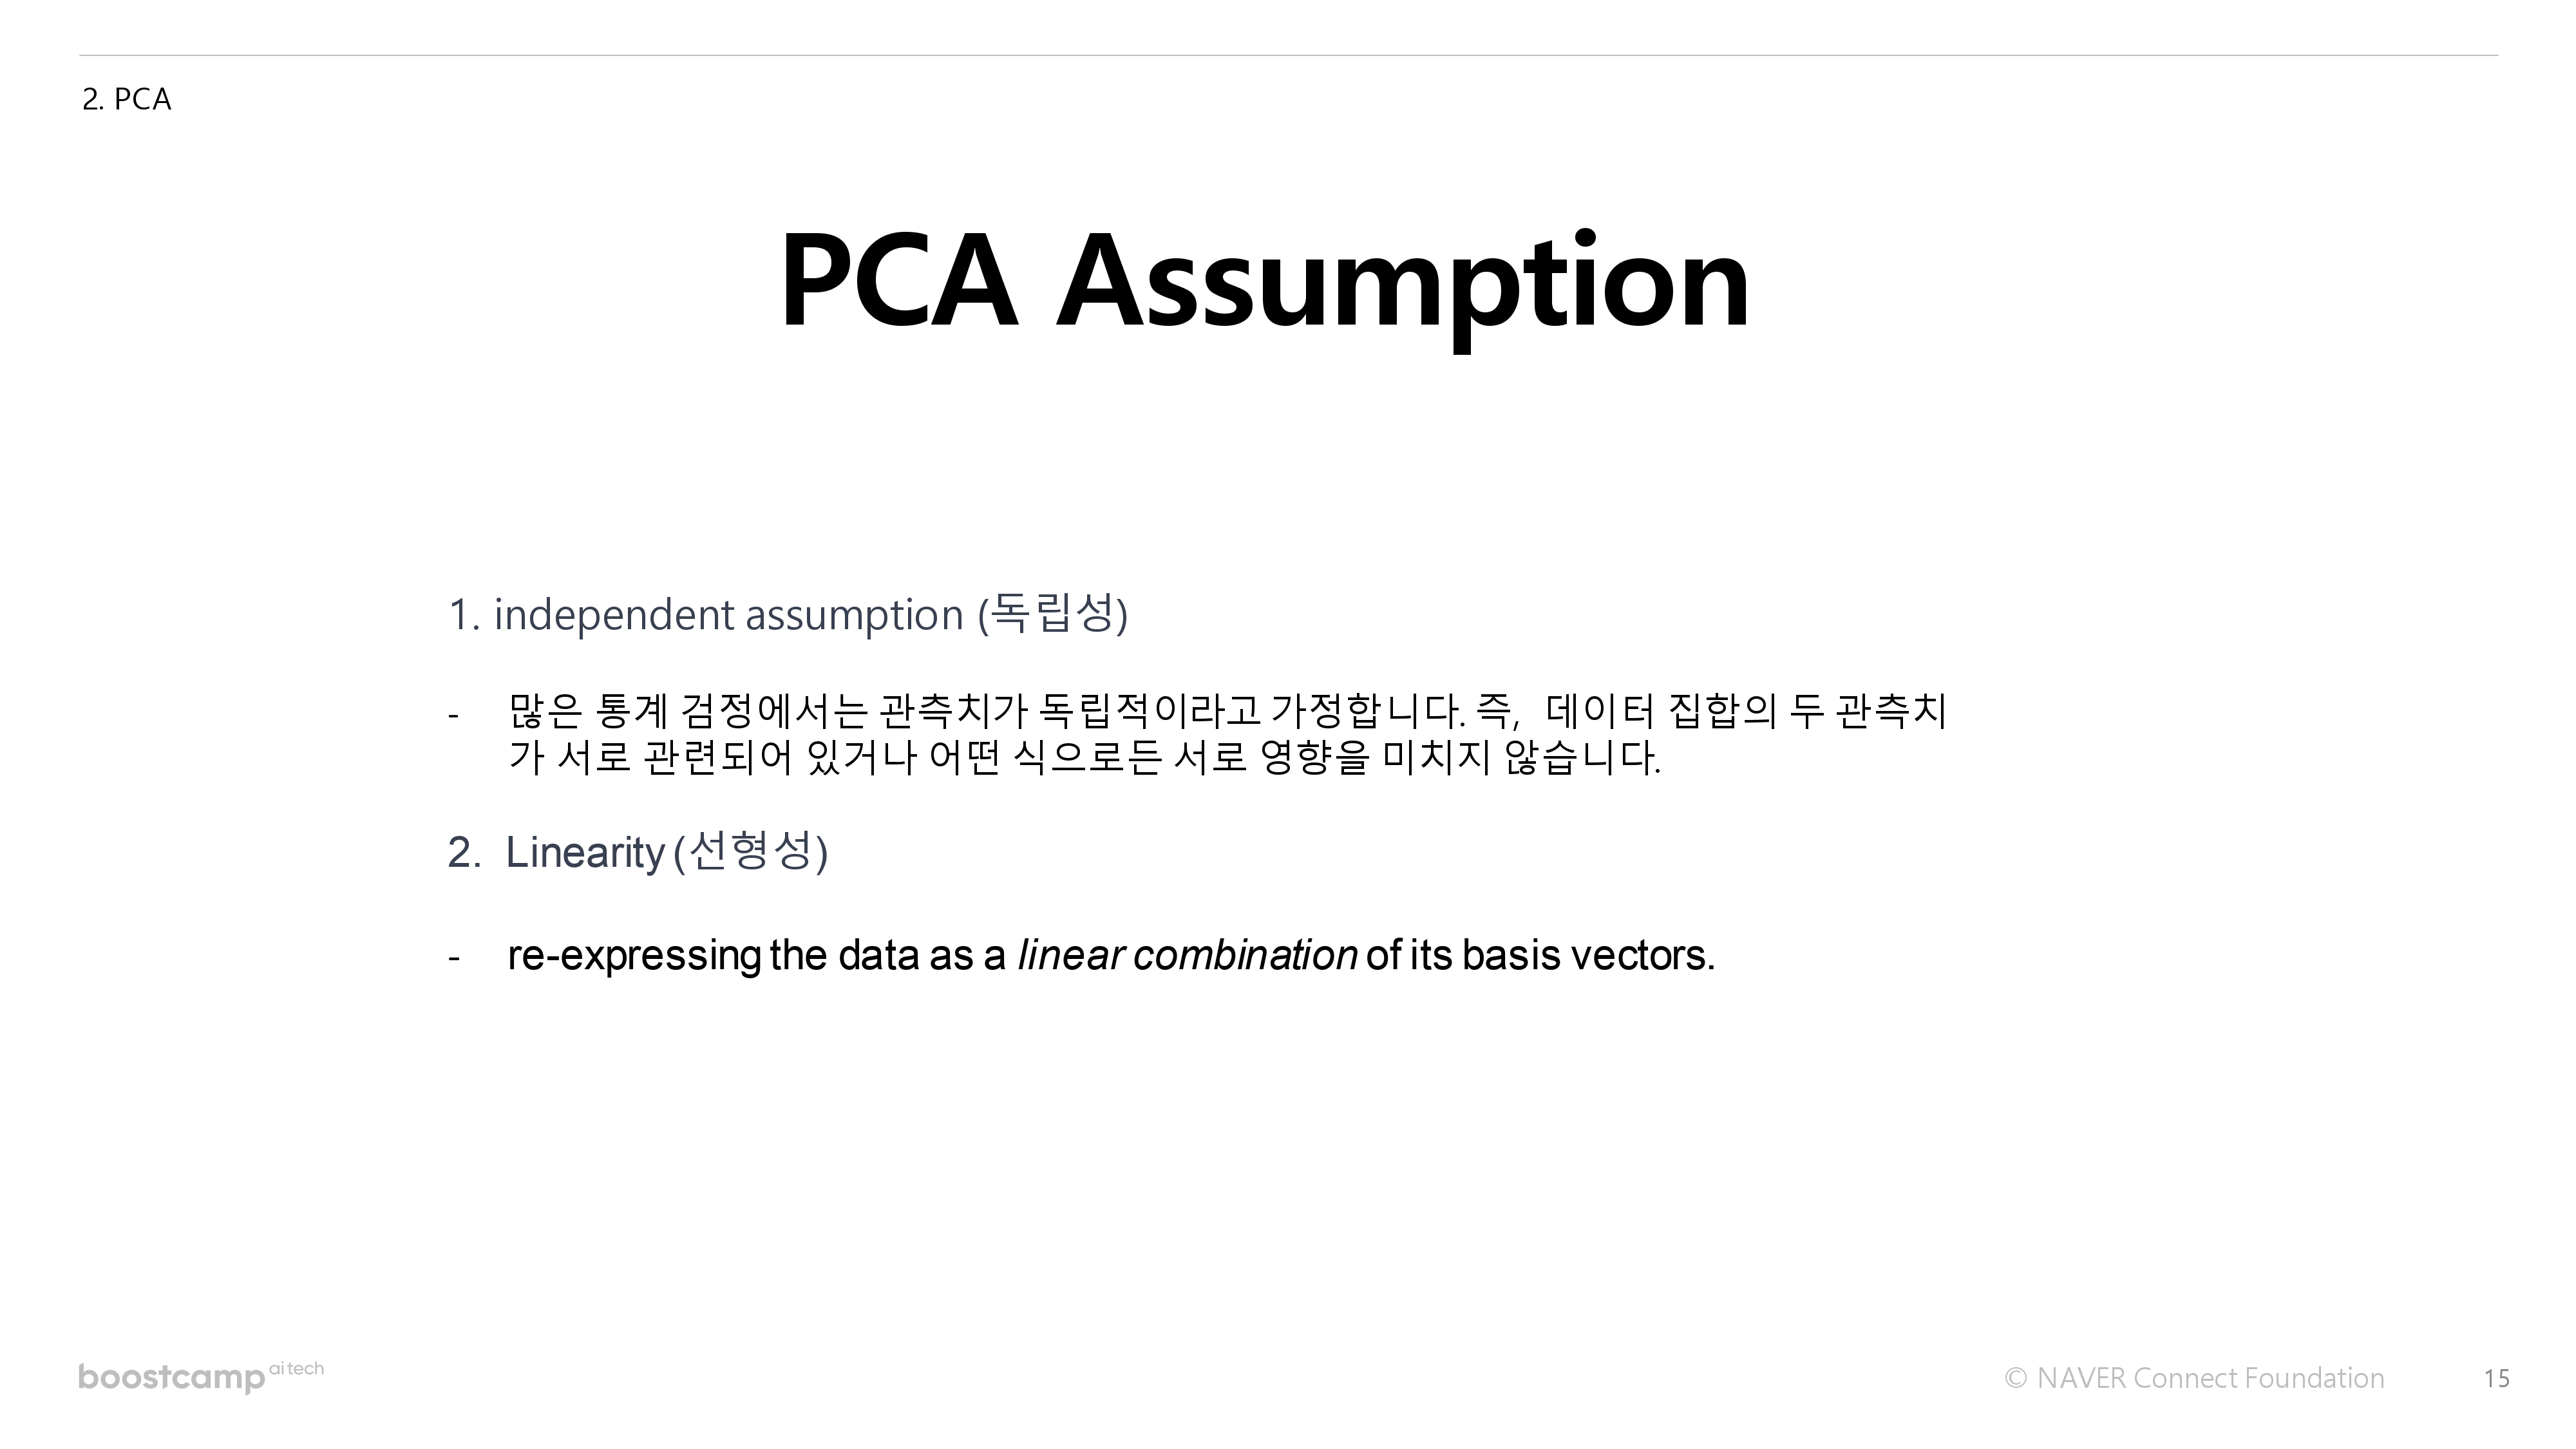 2. PCA
PCA Assumption
1. independent assumption (독립성)
- 많은 통계 검정에서는 관측치가 독립적이라고 가정합니다. 즉, 데이터 집합의 두 관측치
가 서로 관련되어 있거나 어떤 식으로든 서로 영향을 미치지 않습니다.
2. Linearity (선형성)
- re-expressing the data as a linear combination of its basis vectors.
boostcamp ai tech
© NAVER Connect Foundation 15